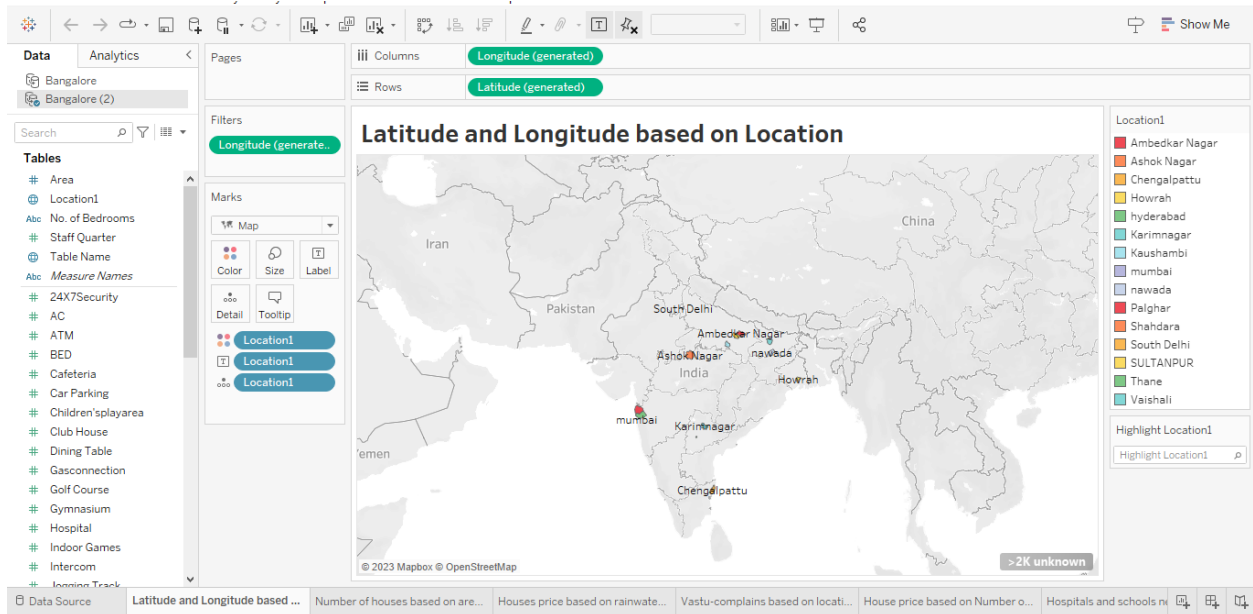 Show Me
Data
Analytics
Bangalore
Bangalore (2)
Search
Tables
# Area
Location1
Abc No. of Bedrooms
# Staff Quarter
Table Name
Abc Measure Names
# 24X7Security
# AC
# ATM
# BED
# Cafeteria
# Car Parking
# Children'splayarea
# Club House
# Dining Table
# Gasconnection
# Golf Course
# Gymnasium
# Hospital
# Indoor Games
# Intercom
# Jogging Track
Pages
Filters
Longitude (generate..
Marks
Map
Color
Size
Label
Detail
Tooltip
Location1
Location1
Location1
Columns
Longitude (generated)
Rows
Latitude (generated)
Latitude and Longitude based on Location
Iran
China
Pakistan
South Delhi
Ambedkar Nagar
Ashok Nagar
nawada
India
Howrah
mumbai
Karimnagar
emen
Chengalpattu
© 2023 Mapbox © OpenStreetMap
>2K unknown
Location1
Ambedkar Nagar
Ashok Nagar
Chengalpattu
Howrah
hyderabad
Karimnagar
Kaushambi
mumbai
nawada
Palghar
Shahdara
South Delhi
SULTANPUR
Thane
Vaishali
Highlight Location1
Highlight Location1
Data Source
Latitude and Longitude based ...
Number of houses based on are...
Houses price based on rainwate...
Vastu-complains based on locati...
House price based on Number o...
Hospitals and schools ne